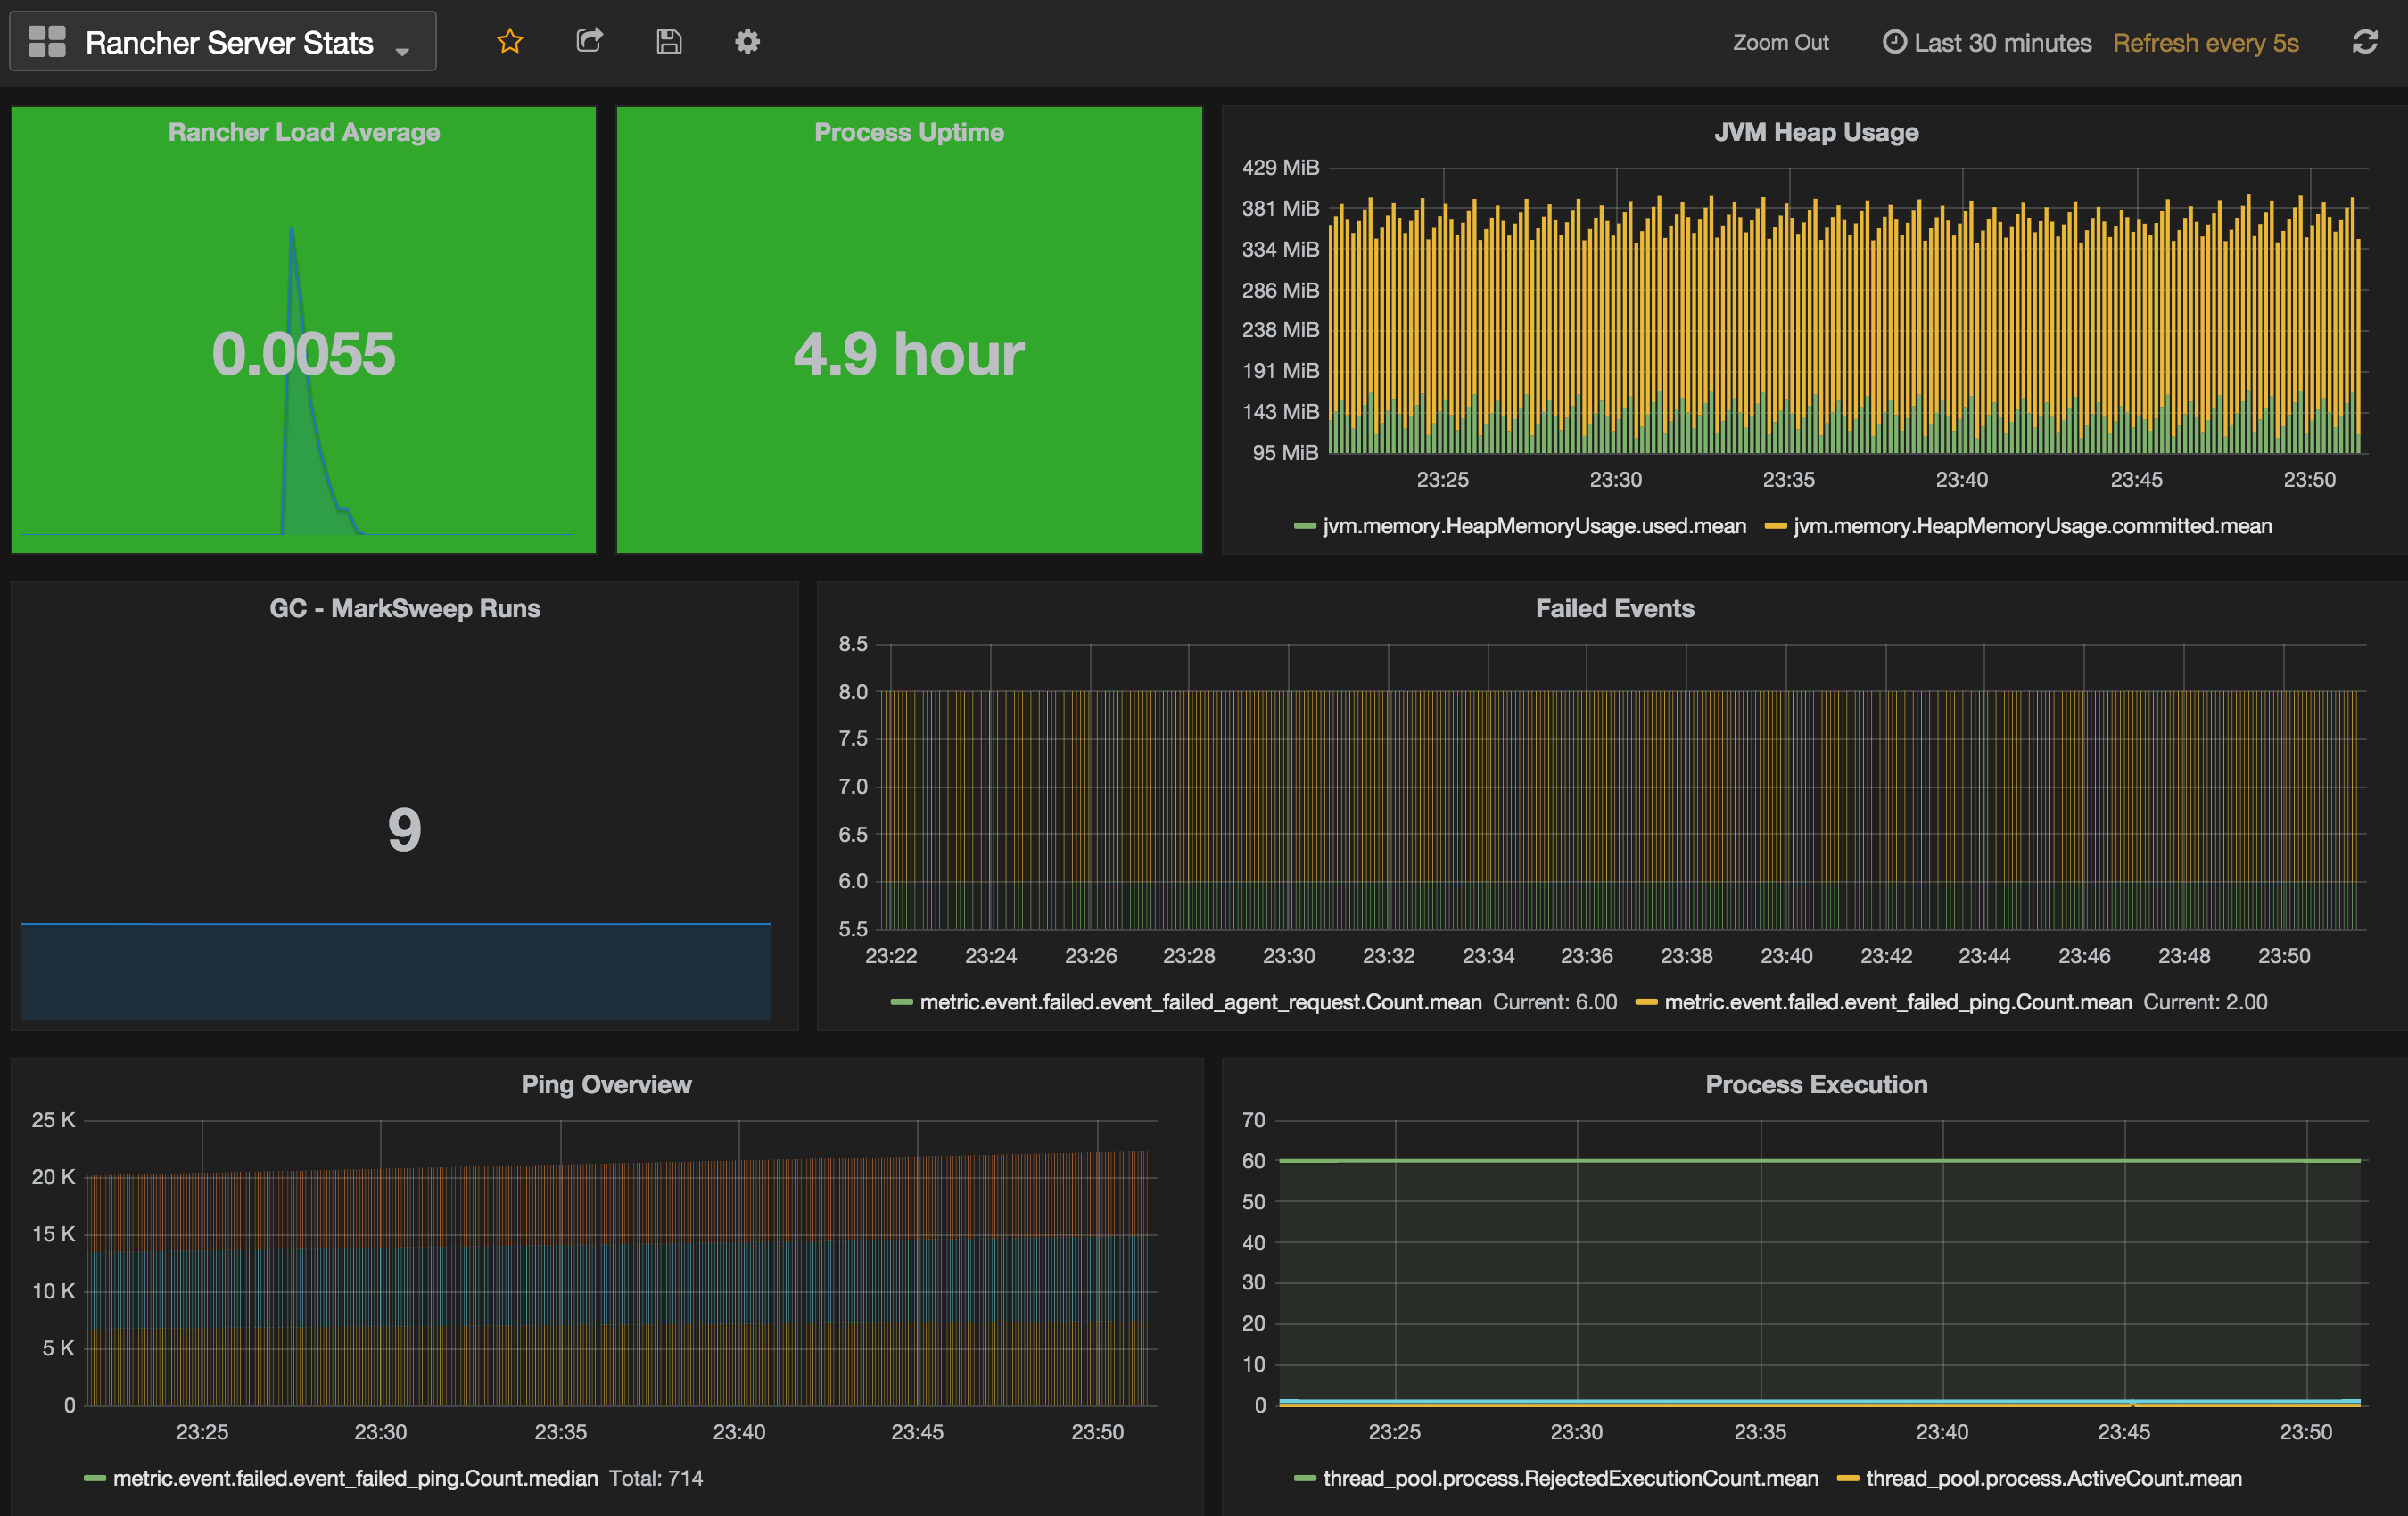 Rancher Server Stats
Zoom Out Last 30 minutes Refresh every 5s
Rancher Load Average
0.0055
Process Uptime
4.9 hour
JVM Heap Usage
429 MiB
381 MiB
334 MiB
286 MiB
238 MiB
191 MiB
143 MiB
95 MiB
23:25 23:30 23:35 23:40 23:45 23:50
jvm.memory.HeapMemoryUsage.used.mean jvm.memory.HeapMemoryUsage.committed.mean
GC - MarkSweep Runs
9
Failed Events
8.5
8.0
7.5
7.0
6.5
6.0
5.5
23:22 23:24 23:26 23:28 23:30 23:32 23:34 23:36 23:38 23:40 23:42 23:44 23:46 23:48 23:50
metric.event.failed.event_failed_agent_request.Count.mean Current: 6.00 metric.event.failed.event_failed_ping.Count.mean Current: 2.00
Ping Overview
25 K
20 K
15 K
10 K
5 K
0
23:25 23:30 23:35 23:40 23:45 23:50
metric.event.failed.event_failed_ping.Count.median Total: 714
Process Execution
70
60
50
40
30
20
10
0
23:25 23:30 23:35 23:40 23:45 23:50
thread_pool.process.RejectedExecutionCount.mean thread_pool.process.ActiveCount.mean